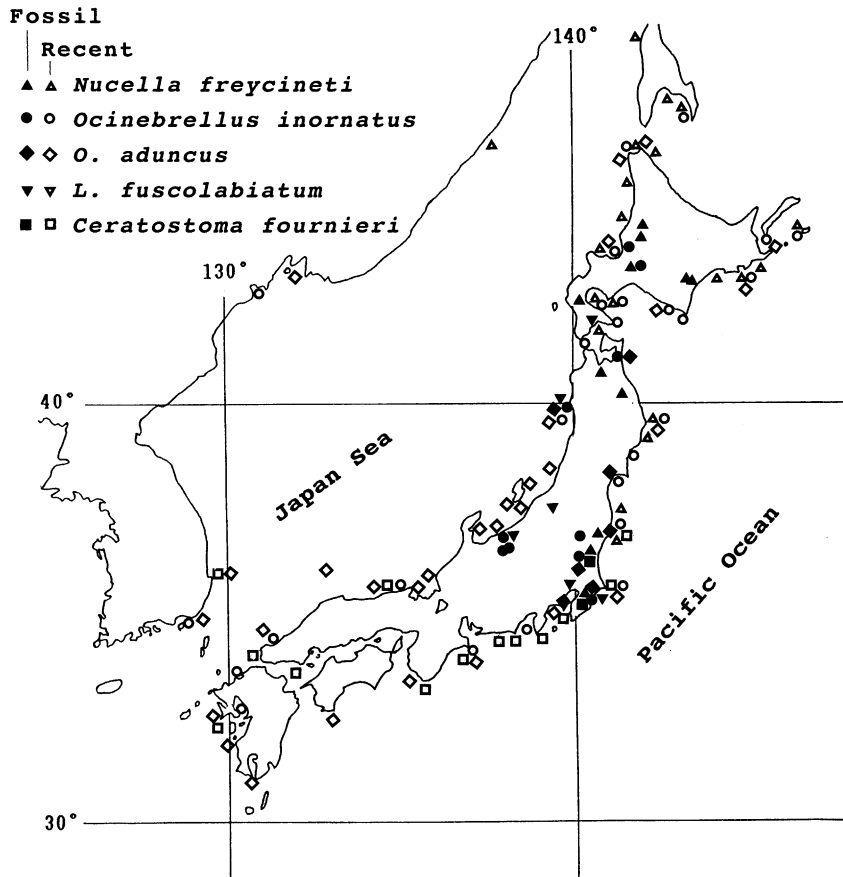 Fossil
Recent
Nucella freycineti
Ocinebrellus inornatus
O. aduncus
L. fuscolabiatum
Ceratostoma fournieri
140°
130°
40°
Japan Sea
Pacific Ocean
30°